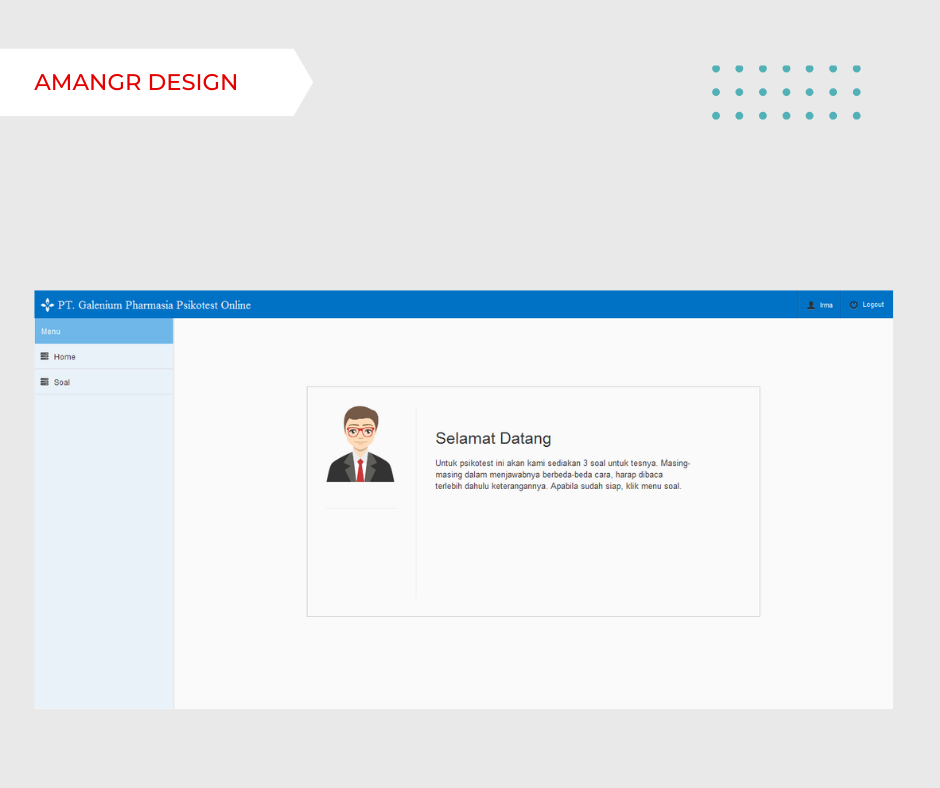 AMANGR DESIGN
PT. Galenium Pharmasia Psikotest Online
Irma
Logout
Menu
Home
Soal
Selamat Datang
Untuk psikotest ini akan kami sediakan 3 soal untuk tesnya. Masing-
masing dalam menjawabnya berbeda-beda cara, harap dibaca
terlebih dahulu keterangannya. Apabila sudah siap, klik menu soal.